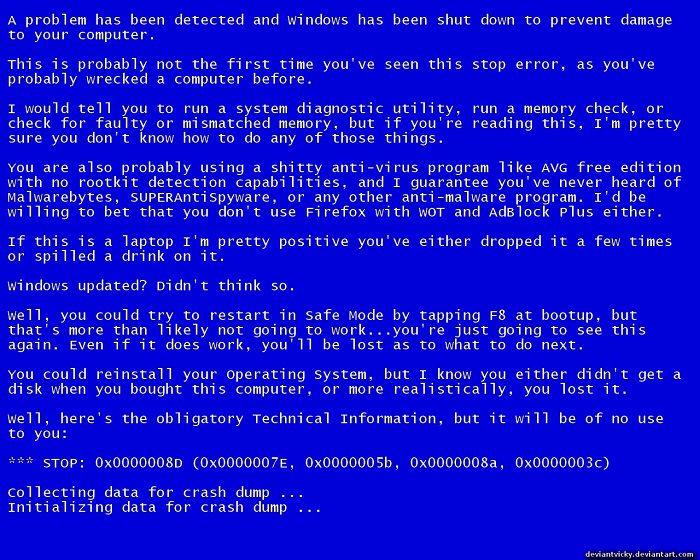 A problem has been detected and Windows has been shut down to prevent damage
to your computer.
This is probably not the first time you've seen this stop error, as you've
probably wrecked a computer before.
I would tell you to run a system diagnostic utility, run a memory check, or
check for faulty or mismatched memory, but if you're reading this, I'm pretty
sure you don't know how to do any of those things.
You are also probably using a shitty anti-virus program like AVG free edition
with no rootkit detection capabilities, and I guarantee you've never heard of
Malwarebytes, SUPERAntiSpyware, or any other anti-malware program. I'd be
willing to bet that you don't use Firefox with WOT and AdBlock Plus either.
If this is a laptop I'm pretty positive you've either dropped it a few times
or spilled a drink on it.
Windows updated? Didn't think so.
Well, you could try to restart in Safe Mode by tapping F8 at bootup, but
that's more than likely not going to work...you're just going to see this
again. Even if it does work, you'll be lost as to what to do next.
You could reinstall your Operating System, but I know you either didn't get a
disk when you bought this computer, or more realistically, you lost it.
Well, here's the obligatory Technical Information, but it will be of no use
to you:
*** STOP: 0x0000008D (0x0000007E, 0x0000005b, 0x0000008a, 0x0000003c)
Collecting data for crash dump ...
Initializing data for crash dump ...
deviantvicky.deviantart.com